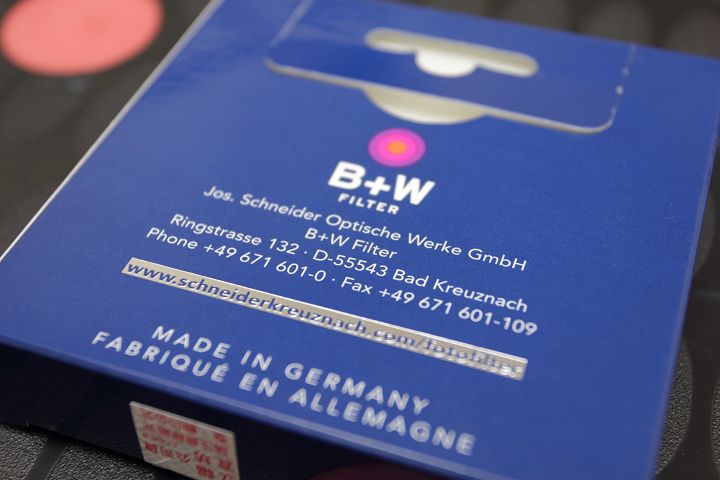 B+W
FILTER
Jos. Schneider Optische Werke GmbH
B+W Filter
Ringstrasse 132 · D-55543 Bad Kreuznach
Phone +49 671 601-0 · Fax +49 671 601-109
www.schneiderkreuznach.com/fotofilter
MADE IN GERMANY
FABRIQUÉ EN ALLEMAGNE